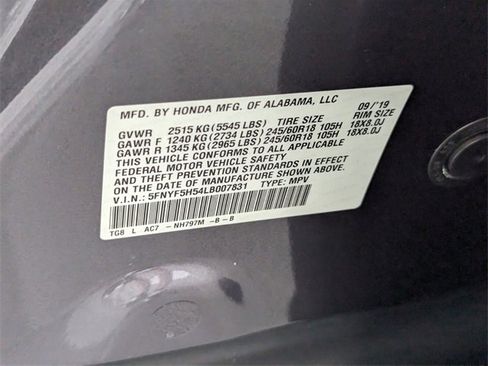 MFD. BY HONDA MFG. OF ALABAMA, LLC 09/'19
GVWR 2515 KG(5545 LBS) TIRE SIZE RIM SIZE
GAWR F 1240 KG(2734 LBS)245/60R18 105H 18X8.0J
GAWR R 1345 KG(2965 LBS)245/60R18 105H 18X8.0J
THIS VEHICLE CONFORMS TO ALL APPLICABLE
FEDERAL MOTOR VEHICLE SAFETY
STANDARDS IN EFFECT ON THE DATE OF
MANUFACTURE SHOWN ABOVE.
V.I.N.: 5FNYF5H54LB007831 TYPE: MPV
TG8 L AC7 -NH797M -B-B